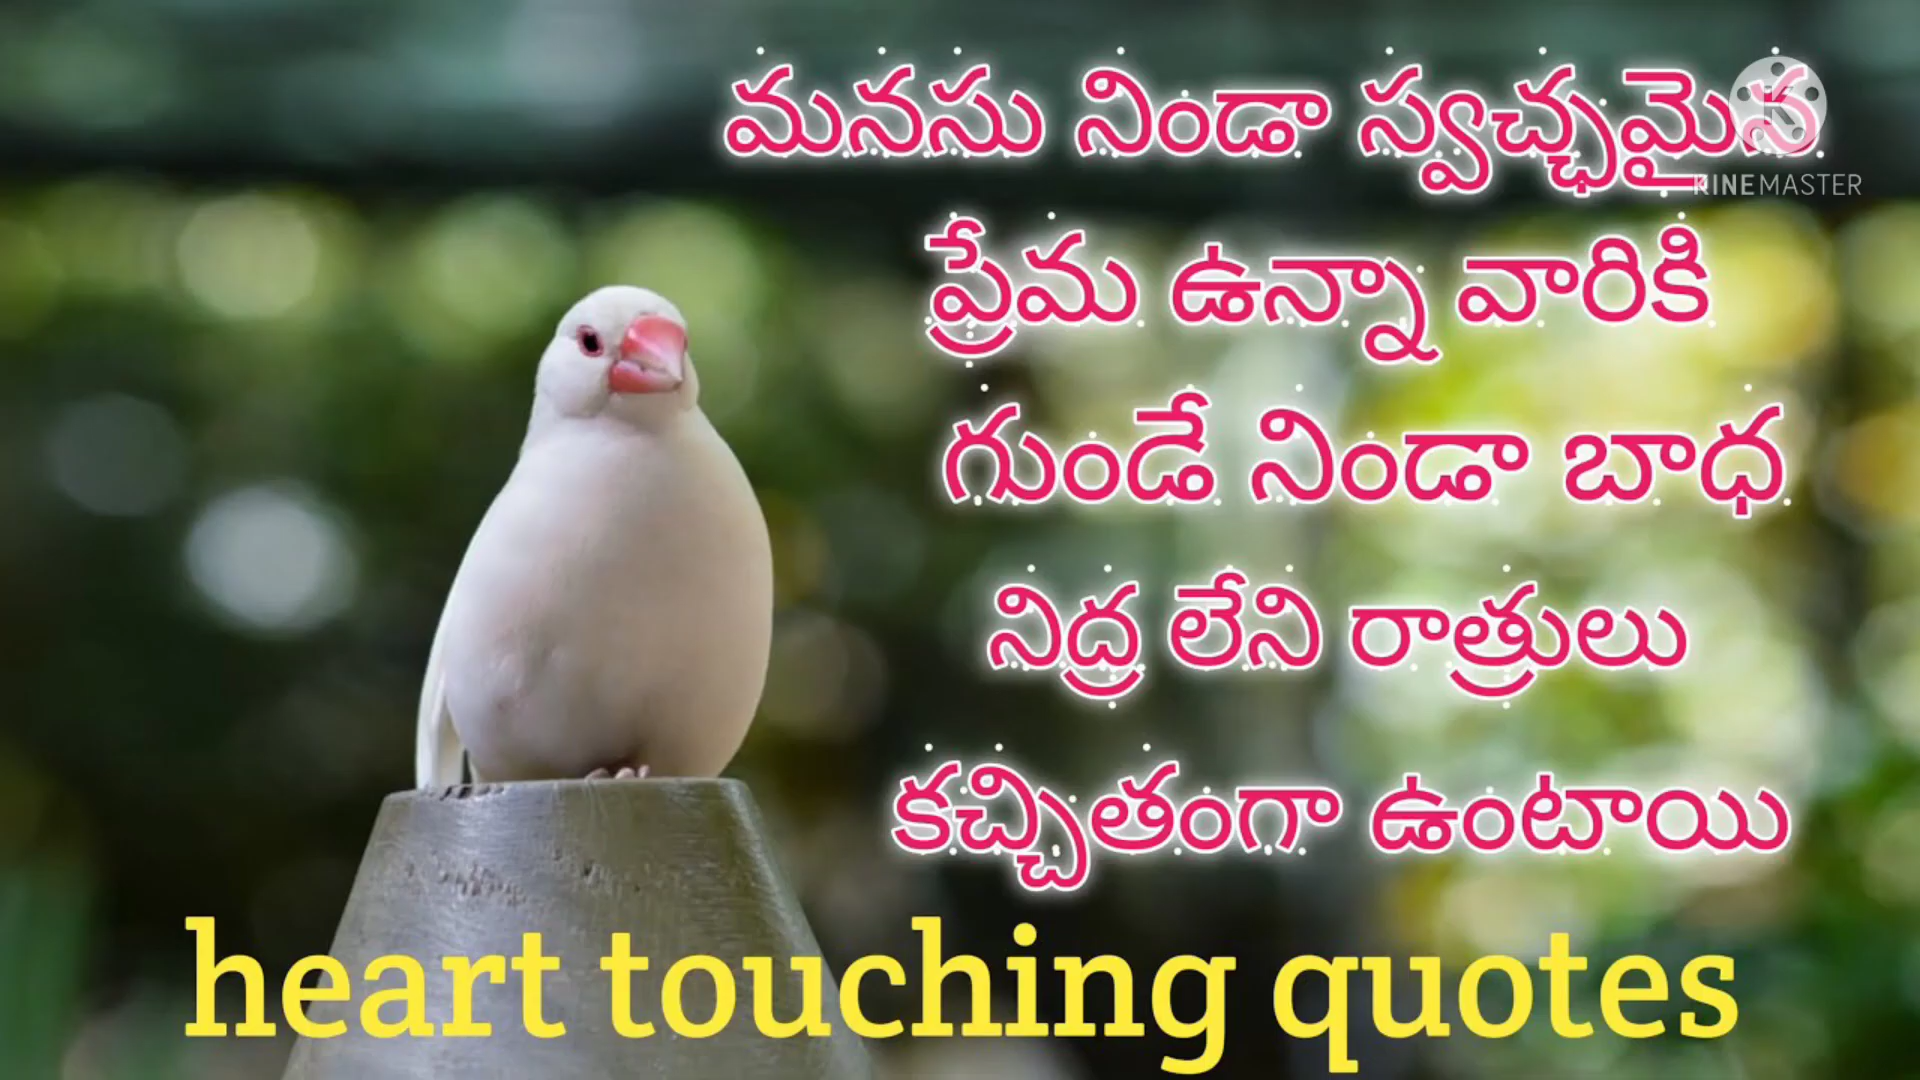 మనసు నిండా స్వచ్ఛమైన
KINEMASTER
ప్రేమ ఉన్నా వారికి
గుండే నిండా బాధ
నిద్ర లేని రాత్రులు
కచ్చితంగా ఉంటాయి
heart touching quotes